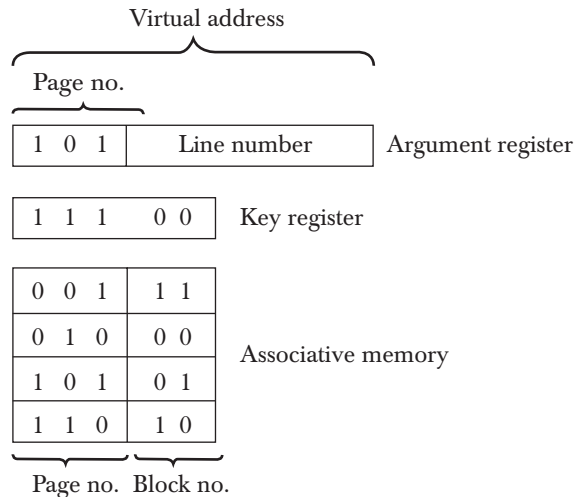 Virtual address
Page no.
1 0 1 Line number Argument register
1 1 1 0 0 Key register
0 0 1 1 1
0 1 0 0 0
Associative memory
1 0 1 0 1
1 1 0 1 0
Page no. Block no.